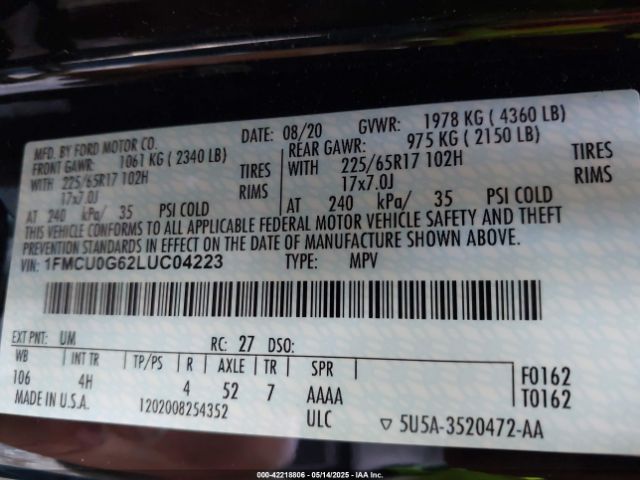 MFD. BY FORD MOTOR CO.
DATE: 08/20 GVWR: 1978 KG ( 4360 LB)
FRONT GAWR: 1061 KG ( 2340 LB)
REAR GAWR: 975 KG ( 2150 LB)
WITH 225/65R17 102H TIRES
WITH 225/65R17 102H TIRES
17x7.0J RIMS
17x7.0J RIMS
AT 240 kPa/ 35 PSI COLD
AT 240 kPa/ 35 PSI COLD
THIS VEHICLE CONFORMS TO ALL APPLICABLE FEDERAL MOTOR VEHICLE SAFETY AND THEFT
PREVENTION STANDARDS IN EFFECT ON THE DATE OF MANUFACTURE SHOWN ABOVE.
VIN: 1FMCU0G62LUC04223 TYPE: MPV
EXT PNT: UM RC: 27 DSO:
WB INT TR TP/PS R AXLE TR SPR
106 4H 4 52 7 AAAA
F0162
T0162
MADE IN U.S.A. 1202008254352 ULC ▽ 5U5A-3520472-AA
000-42218806 - 05/14/2025 - IAA Inc.